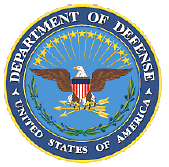 DEPARTMENT OF DEFENSE
UNITED STATES OF AMERICA